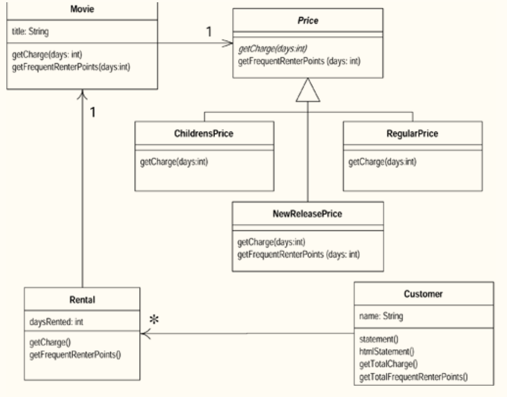 Movie
title: String
getCharge(days: int)
getFrequentRenterPoints(days:int)
1
Price
getCharge(days:int)
getFrequentRenterPoints (days: int)
ChildrensPrice
getCharge(days:int)
RegularPrice
getCharge(days:int)
NewReleasePrice
getCharge(days:int)
getFrequentRenterPoints (days: int)
1
Rental
daysRented: int
getCharge()
getFrequentRenterPoints()
*
Customer
name: String
statement()
htmlStatement()
getTotalCharge()
getTotalFrequentRenterPoints()